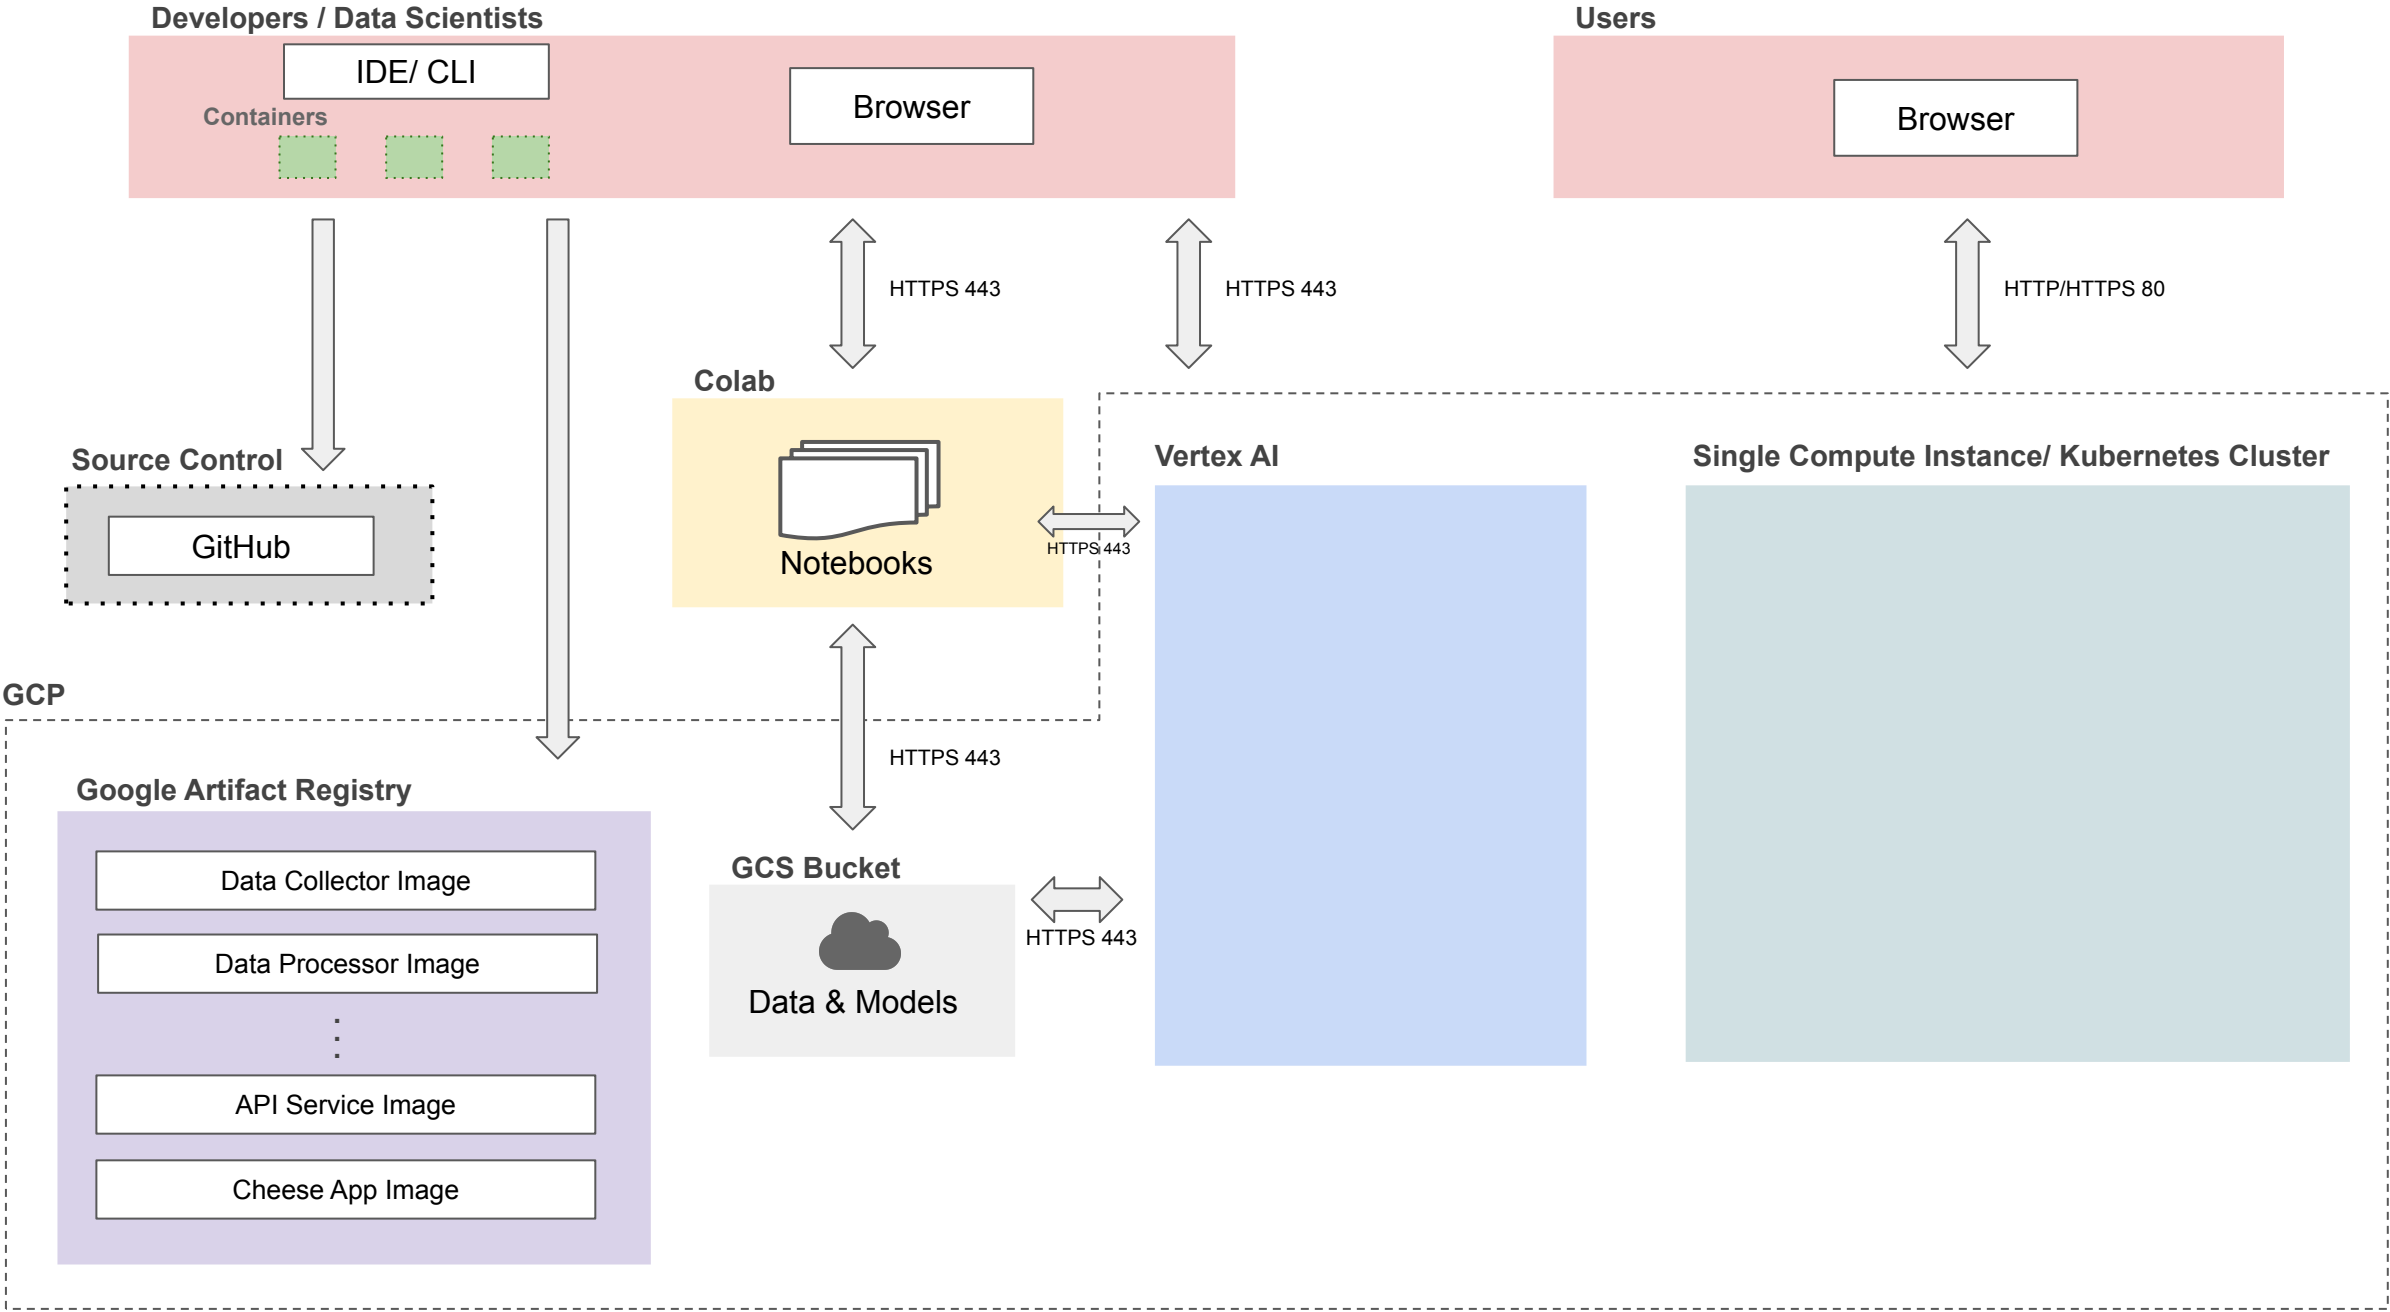 Developers / Data Scientists
Users
IDE/ CLI
Containers
Browser
Browser
HTTPS 443
HTTPS 443
HTTP/HTTPS 80
Colab
Source Control
GitHub
Notebooks
HTTPS 443
Vertex AI
Single Compute Instance/ Kubernetes Cluster
GCP
HTTPS 443
Google Artifact Registry
Data Collector Image
Data Processor Image
.
.
.
API Service Image
Cheese App Image
GCS Bucket
Data & Models
HTTPS 443